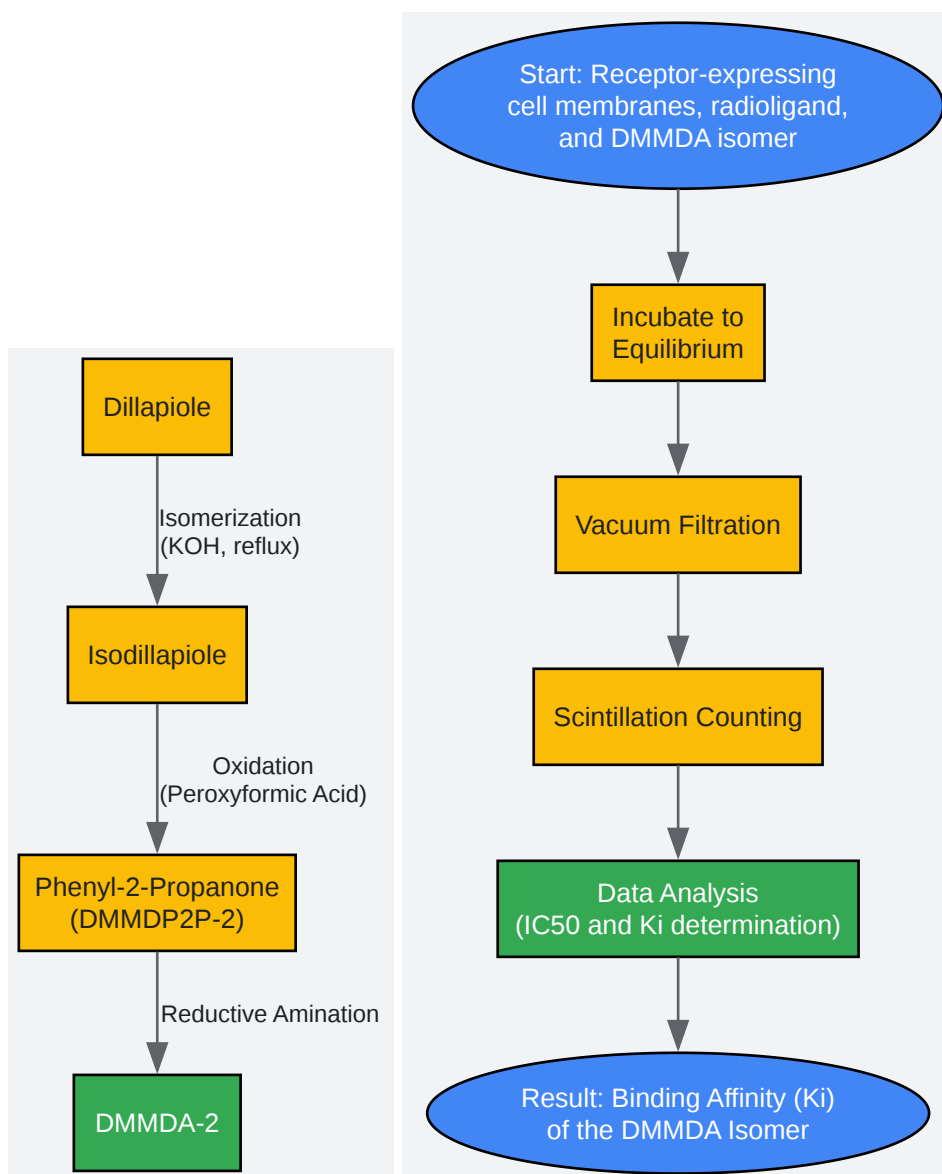 Dillapiole
Isomerization
(KOH, reflux)
Isodillapiole
Oxidation
(Peroxyformic Acid)
Phenyl-2-Propanone
(DMMDP2P-2)
Reductive Amination
DMMDA-2
Start: Receptor-expressing
cell membranes, radioligand,
and DMMDA isomer
Incubate to
Equilibrium
Vacuum Filtration
Scintillation Counting
Data Analysis
(IC50 and Ki determination)
Result: Binding Affinity (Ki)
of the DMMDA Isomer